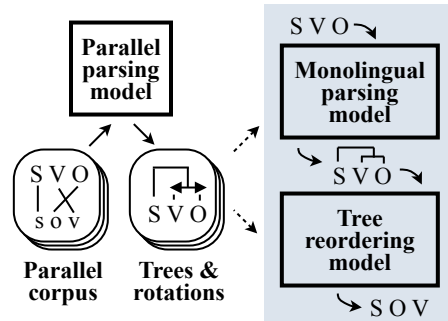 Parallel
parsing
model
S V O
s o v
Parallel
corpus
S V O
Trees &
rotations
S V O
Monolingual
parsing
model
S V O
Tree
reordering
model
S O V